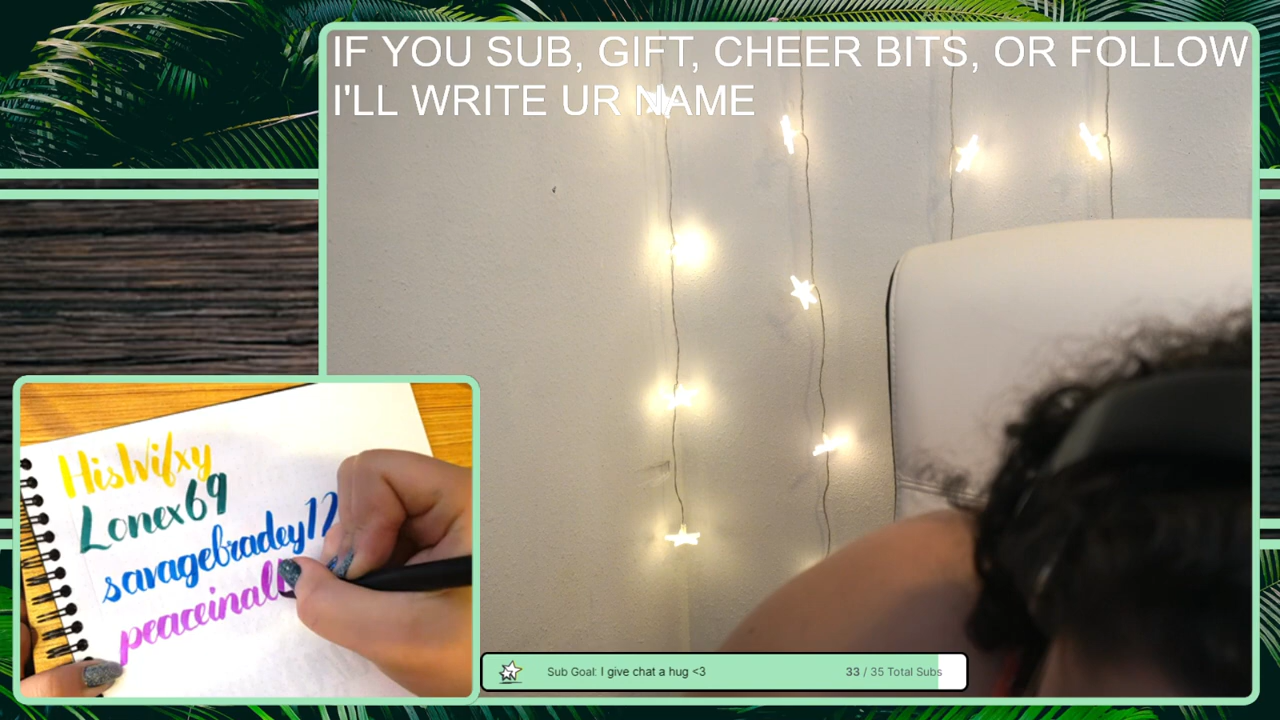 IF YOU SUB, GIFT, CHEER BITS, OR FOLLOW
I'LL WRITE UR NAME
HisWifxy
Lonex69
savagebradey12
peaceinall
Sub Goal: I give chat a hug <3 33 / 35 Total Subs